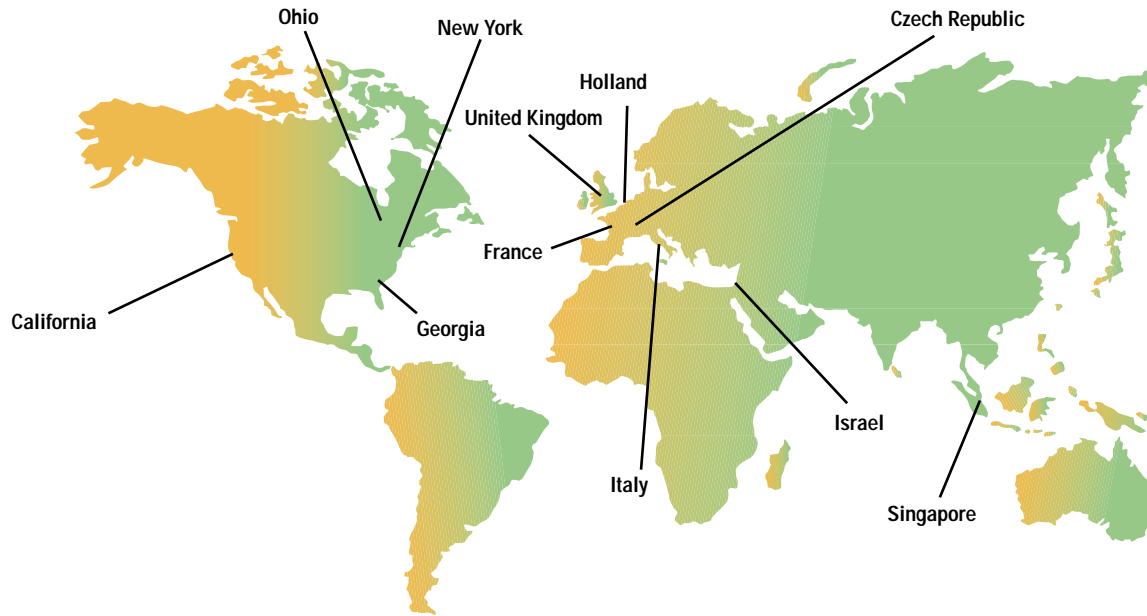 Ohio
New York
Czech Republic
Holland
United Kingdom
France
California
Georgia
Israel
Italy
Singapore